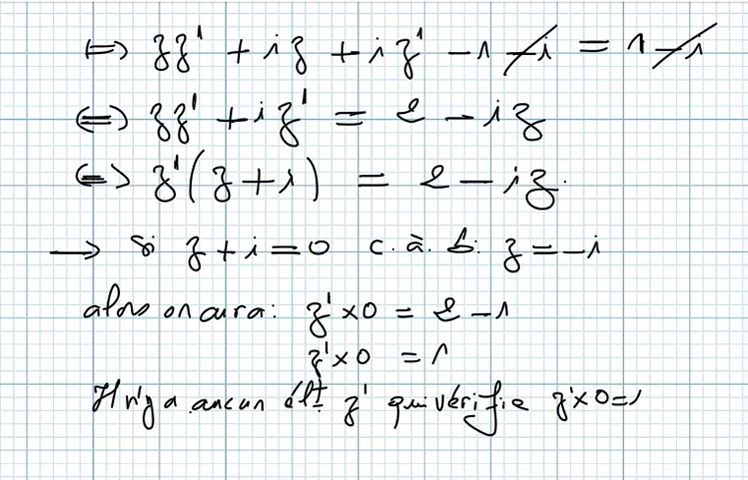 ⇔ zz' + iz + iz' - 1 - i = 1 - i
⇔ zz' + iz' = 2 - iz
⇔ z'(z+i) = 2 - iz.
→ si z + i = 0 c.à.d: z = -i
alors on aura: z' × 0 = 2 - 1
z' × 0 = 1
Il n'y a aucun élt z' qui vérifie z' × 0 = 1